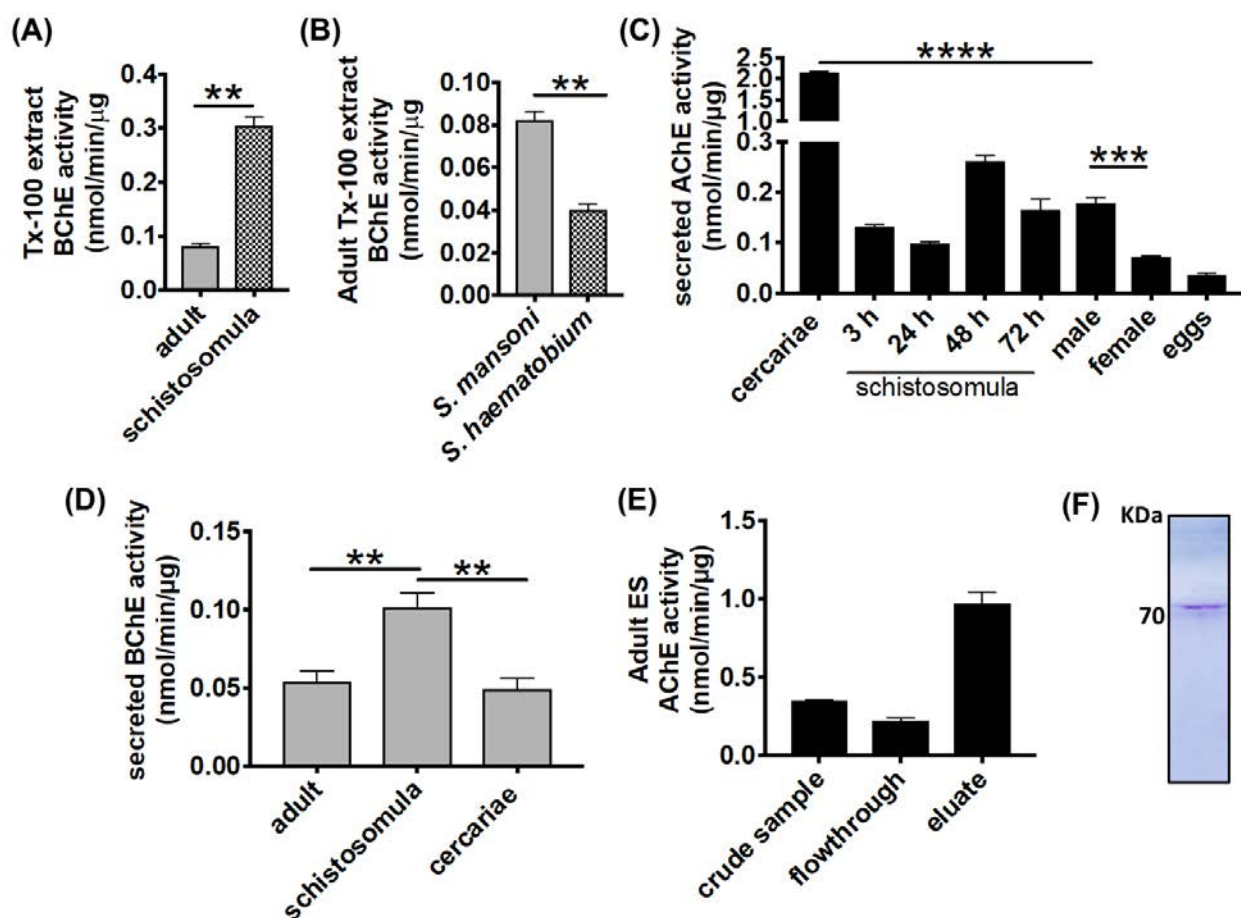 (A)
Tx-100 extract
BChE activity
(nmol/min/μg)
0.4
0.3
0.2
0.1
0.0
**
adult
schistosomula
(B)
Adult Tx-100 extract
BChE activity
(nmol/min/μg)
0.10
0.08
0.06
0.04
0.02
0.00
**
S. mansoni
S. haematobium
(C)
secreted AChE activity
(nmol/min/μg)
2.5
2.0
1.5
1.0
0.3
0.2
0.1
0.0
****
***
cercariae
3 h
24 h
48 h
72 h
male
female
eggs
schistosomula
(D)
secreted BChE activity
(nmol/min/μg)
0.15
0.10
0.05
0.00
**
**
adult
schistosomula
cercariae
(E)
Adult ES
AChE activity
(nmol/min/μg)
1.5
1.0
0.5
0.0
crude sample
flowthrough
eluate
(F)
KDa
70